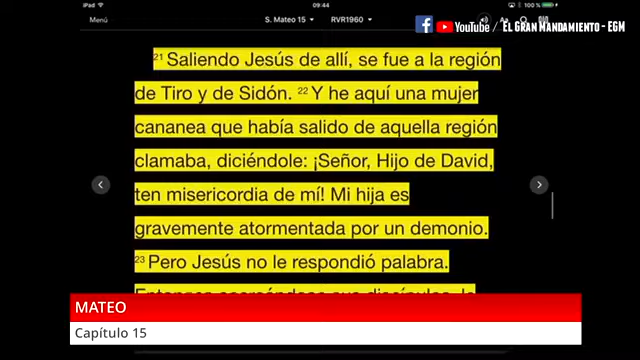 iPad
09:44
100 %
Menú
S. Mateo 15
RVR1960
YouTube / El Gran Mandamiento - EGM
21 Saliendo Jesús de allí, se fue a la región
de Tiro y de Sidón. 22 Y he aquí una mujer
cananea que había salido de aquella región
clamaba, diciéndole: ¡Señor, Hijo de David,
ten misericordia de mí! Mi hija es
gravemente atormentada por un demonio.
23 Pero Jesús no le respondió palabra.
MATEO
Capítulo 15